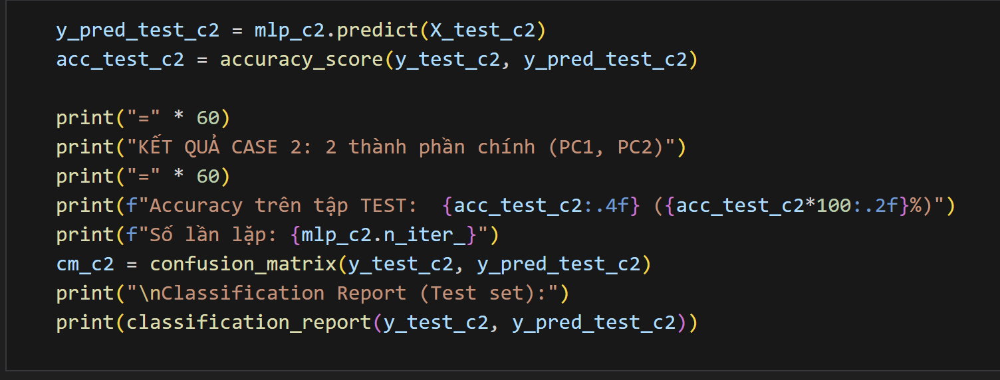 y_pred_test_c2 = mlp_c2.predict(X_test_c2)
acc_test_c2 = accuracy_score(y_test_c2, y_pred_test_c2)
print("=" * 60)
print("KẾT QUẢ CASE 2: 2 thành phần chính (PC1, PC2)")
print("=" * 60)
print(f"Accuracy trên tập TEST:  {acc_test_c2:.4f} ({acc_test_c2*100:.2f}%)")
print(f"Số lần lặp: {mlp_c2.n_iter_}")
cm_c2 = confusion_matrix(y_test_c2, y_pred_test_c2)
print("\nClassification Report (Test set):")
print(classification_report(y_test_c2, y_pred_test_c2))